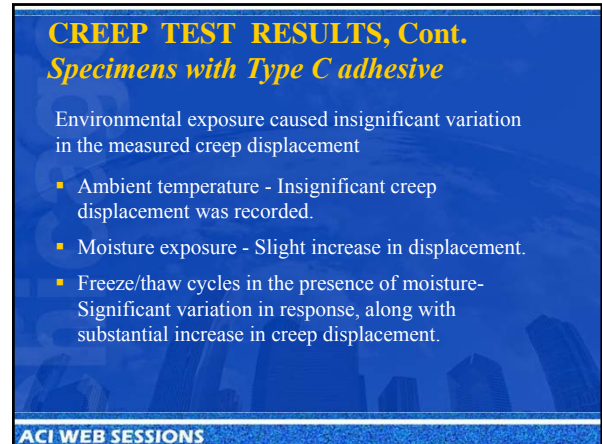 CREEP TEST RESULTS, Cont.
Specimens with Type C adhesive
Environmental exposure caused insignificant variation
in the measured creep displacement
▪ Ambient temperature - Insignificant creep
displacement was recorded.
▪ Moisture exposure - Slight increase in displacement.
▪ Freeze/thaw cycles in the presence of moisture-
Significant variation in response, along with
substantial increase in creep displacement.
hicago
ACI WEB SESSIONS